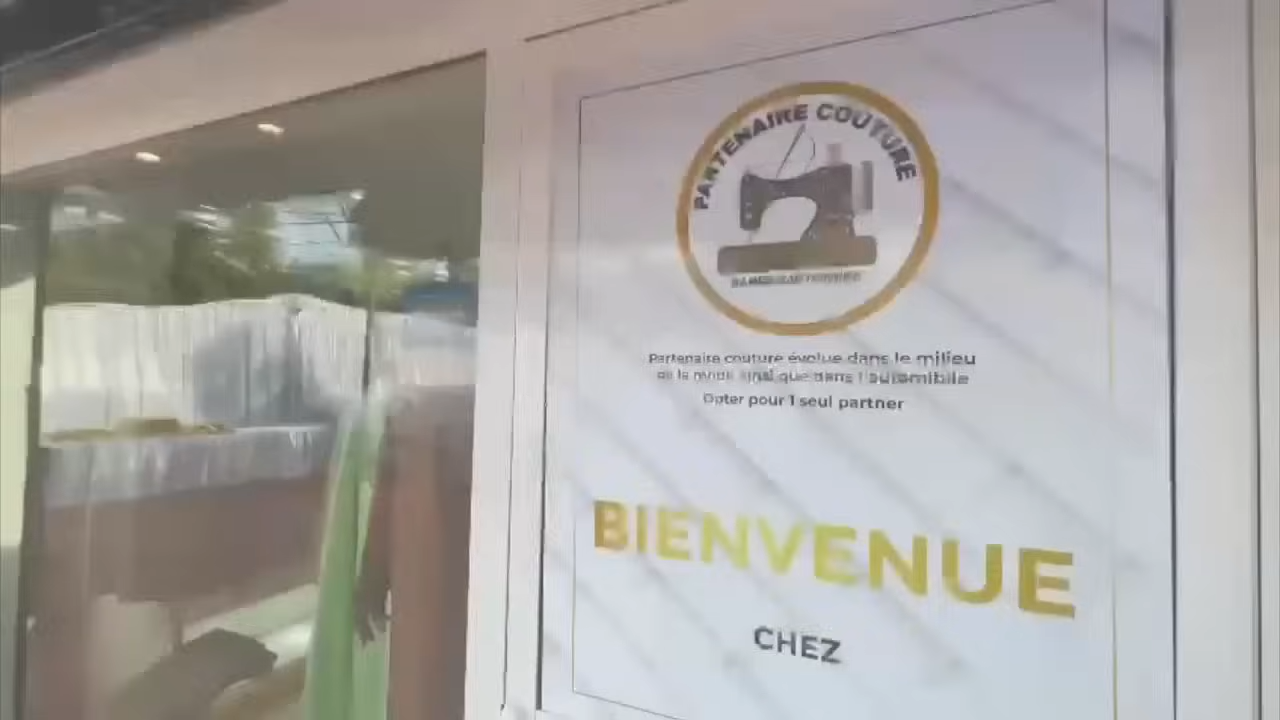 PARTENAIRE COUTURE
Partenaire couture évolue dans le milieu
de la mode ainsi que dans l'automibile
Opter pour 1 seul partner
BIENVENUE
CHEZ